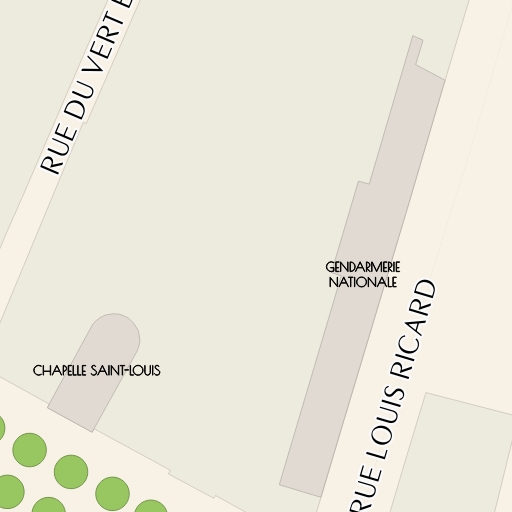 RUE DU VERT
GENDARMERIE
NATIONALE
RUE LOUIS RICARD
CHAPELLE SAINT-LOUIS